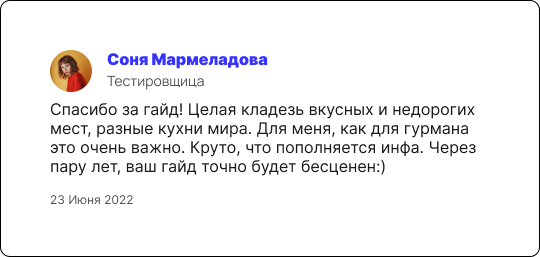 Соня Мармеладова
Тестировщица
Спасибо за гайд! Целая кладезь вкусных и недорогих
мест, разные кухни мира. Для меня, как для гурмана
это очень важно. Круто, что пополняется инфа. Через
пару лет, ваш гайд точно будет бесценен:)
23 Июня 2022